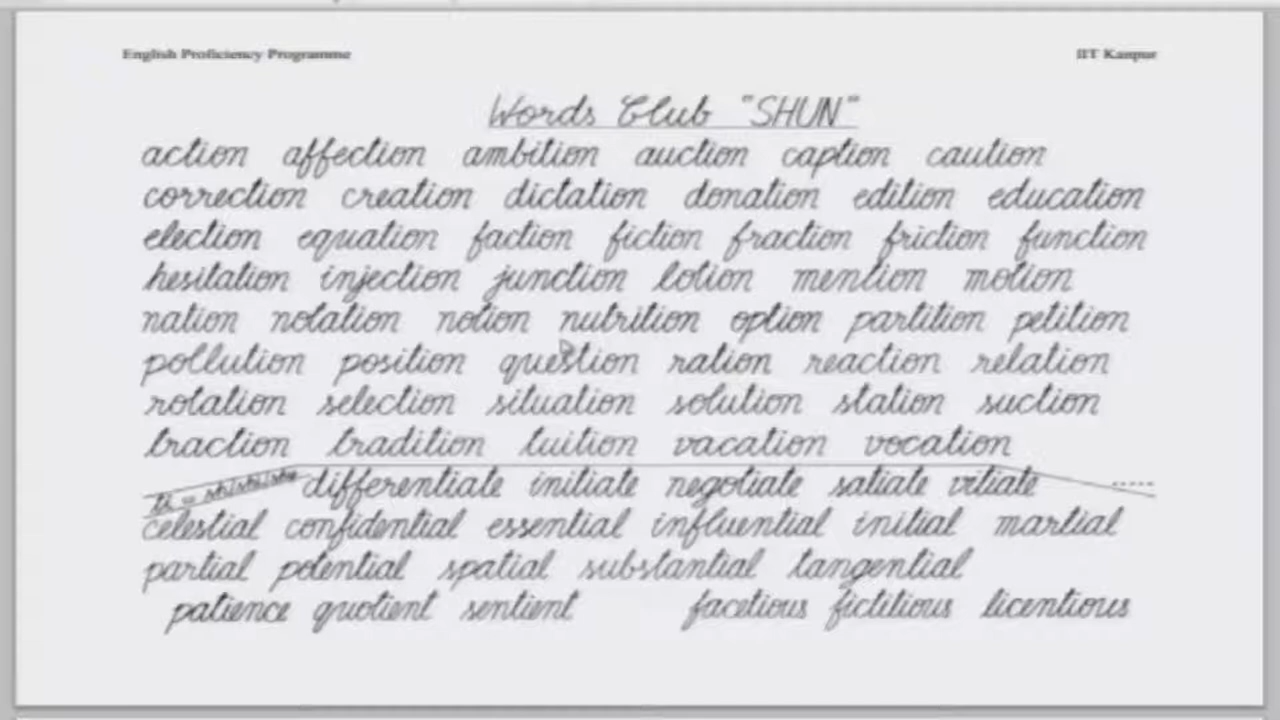 English Proficiency Programme IIT Kanpur
Words Club "SHUN"
action affection ambition auction caption caution
correction creation dictation donation edition education
election equation faction fiction fraction friction function
hesitation injection junction lotion mention motion
nation notation notion nutrition option partition petition
pollution position question ration reaction relation
rotation selection situation solution station suction
traction tradition tuition vacation vocation
ti = sh/shi/she differentiate initiate negotiate satiate vitiate .....
celestial confidential essential influential initial martial
partial potential spatial substantial tangential
patience quotient sentient facetious fictitious licentious